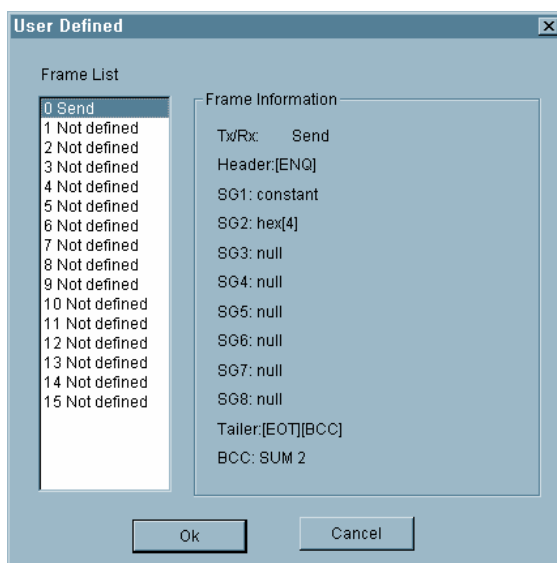 User Defined
Frame List
0 Send
1 Not defined
2 Not defined
3 Not defined
4 Not defined
5 Not defined
6 Not defined
7 Not defined
8 Not defined
9 Not defined
10 Not defined
11 Not defined
12 Not defined
13 Not defined
14 Not defined
15 Not defined
Frame Information
Tx/Rx: Send
Header:[ENQ]
SG1: constant
SG2: hex[4]
SG3: null
SG4: null
SG5: null
SG6: null
SG7: null
SG8: null
Tailer:[EOT][BCC]
BCC: SUM 2
Ok
Cancel